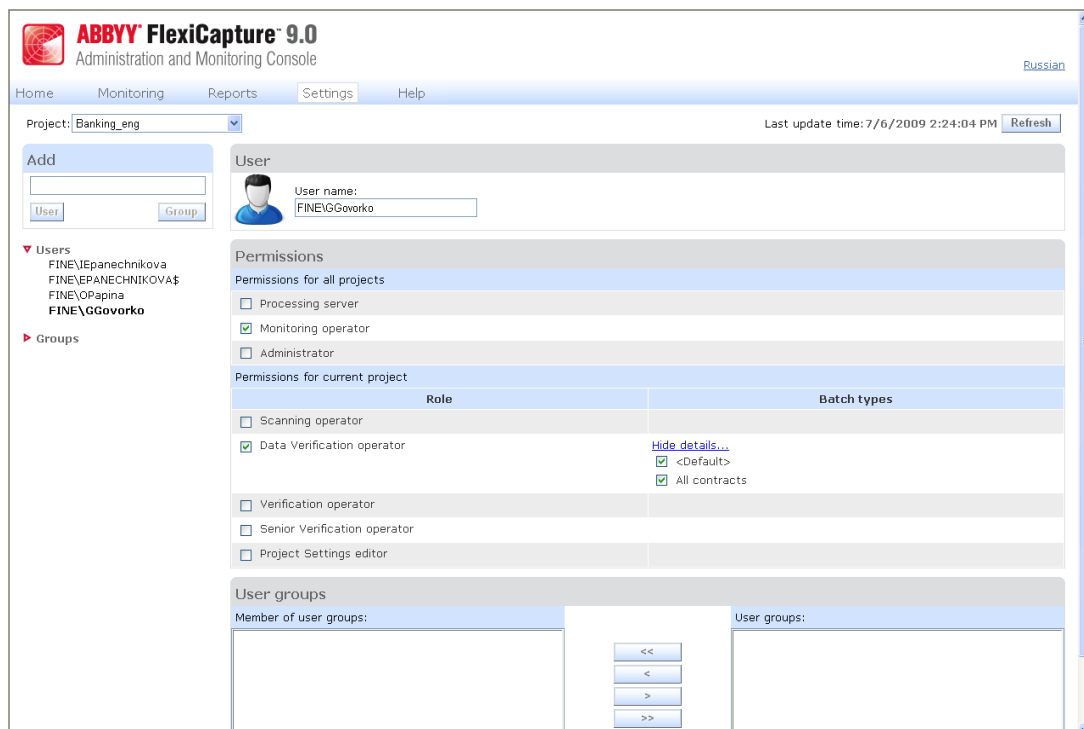 ABBYY® FlexiCapture™ 9.0
Administration and Monitoring Console
Russian
Home Monitoring Reports Settings Help
Project: Banking_eng
Last update time: 7/6/2009 2:24:04 PM Refresh
Add
User Group
Users
FINE\IEpanechnikova
FINE\EPANECHNIKOVA$
FINE\OPapina
FINE\GGovorko
Groups
User
User name:
FINE\GGovorko
Permissions
Permissions for all projects
Processing server
Monitoring operator
Administrator
Permissions for current project
Role Batch types
Scanning operator
Data Verification operator Hide details...
<Default>
All contracts
Verification operator
Senior Verification operator
Project Settings editor
User groups
Member of user groups: User groups:
<<
<
>
>>